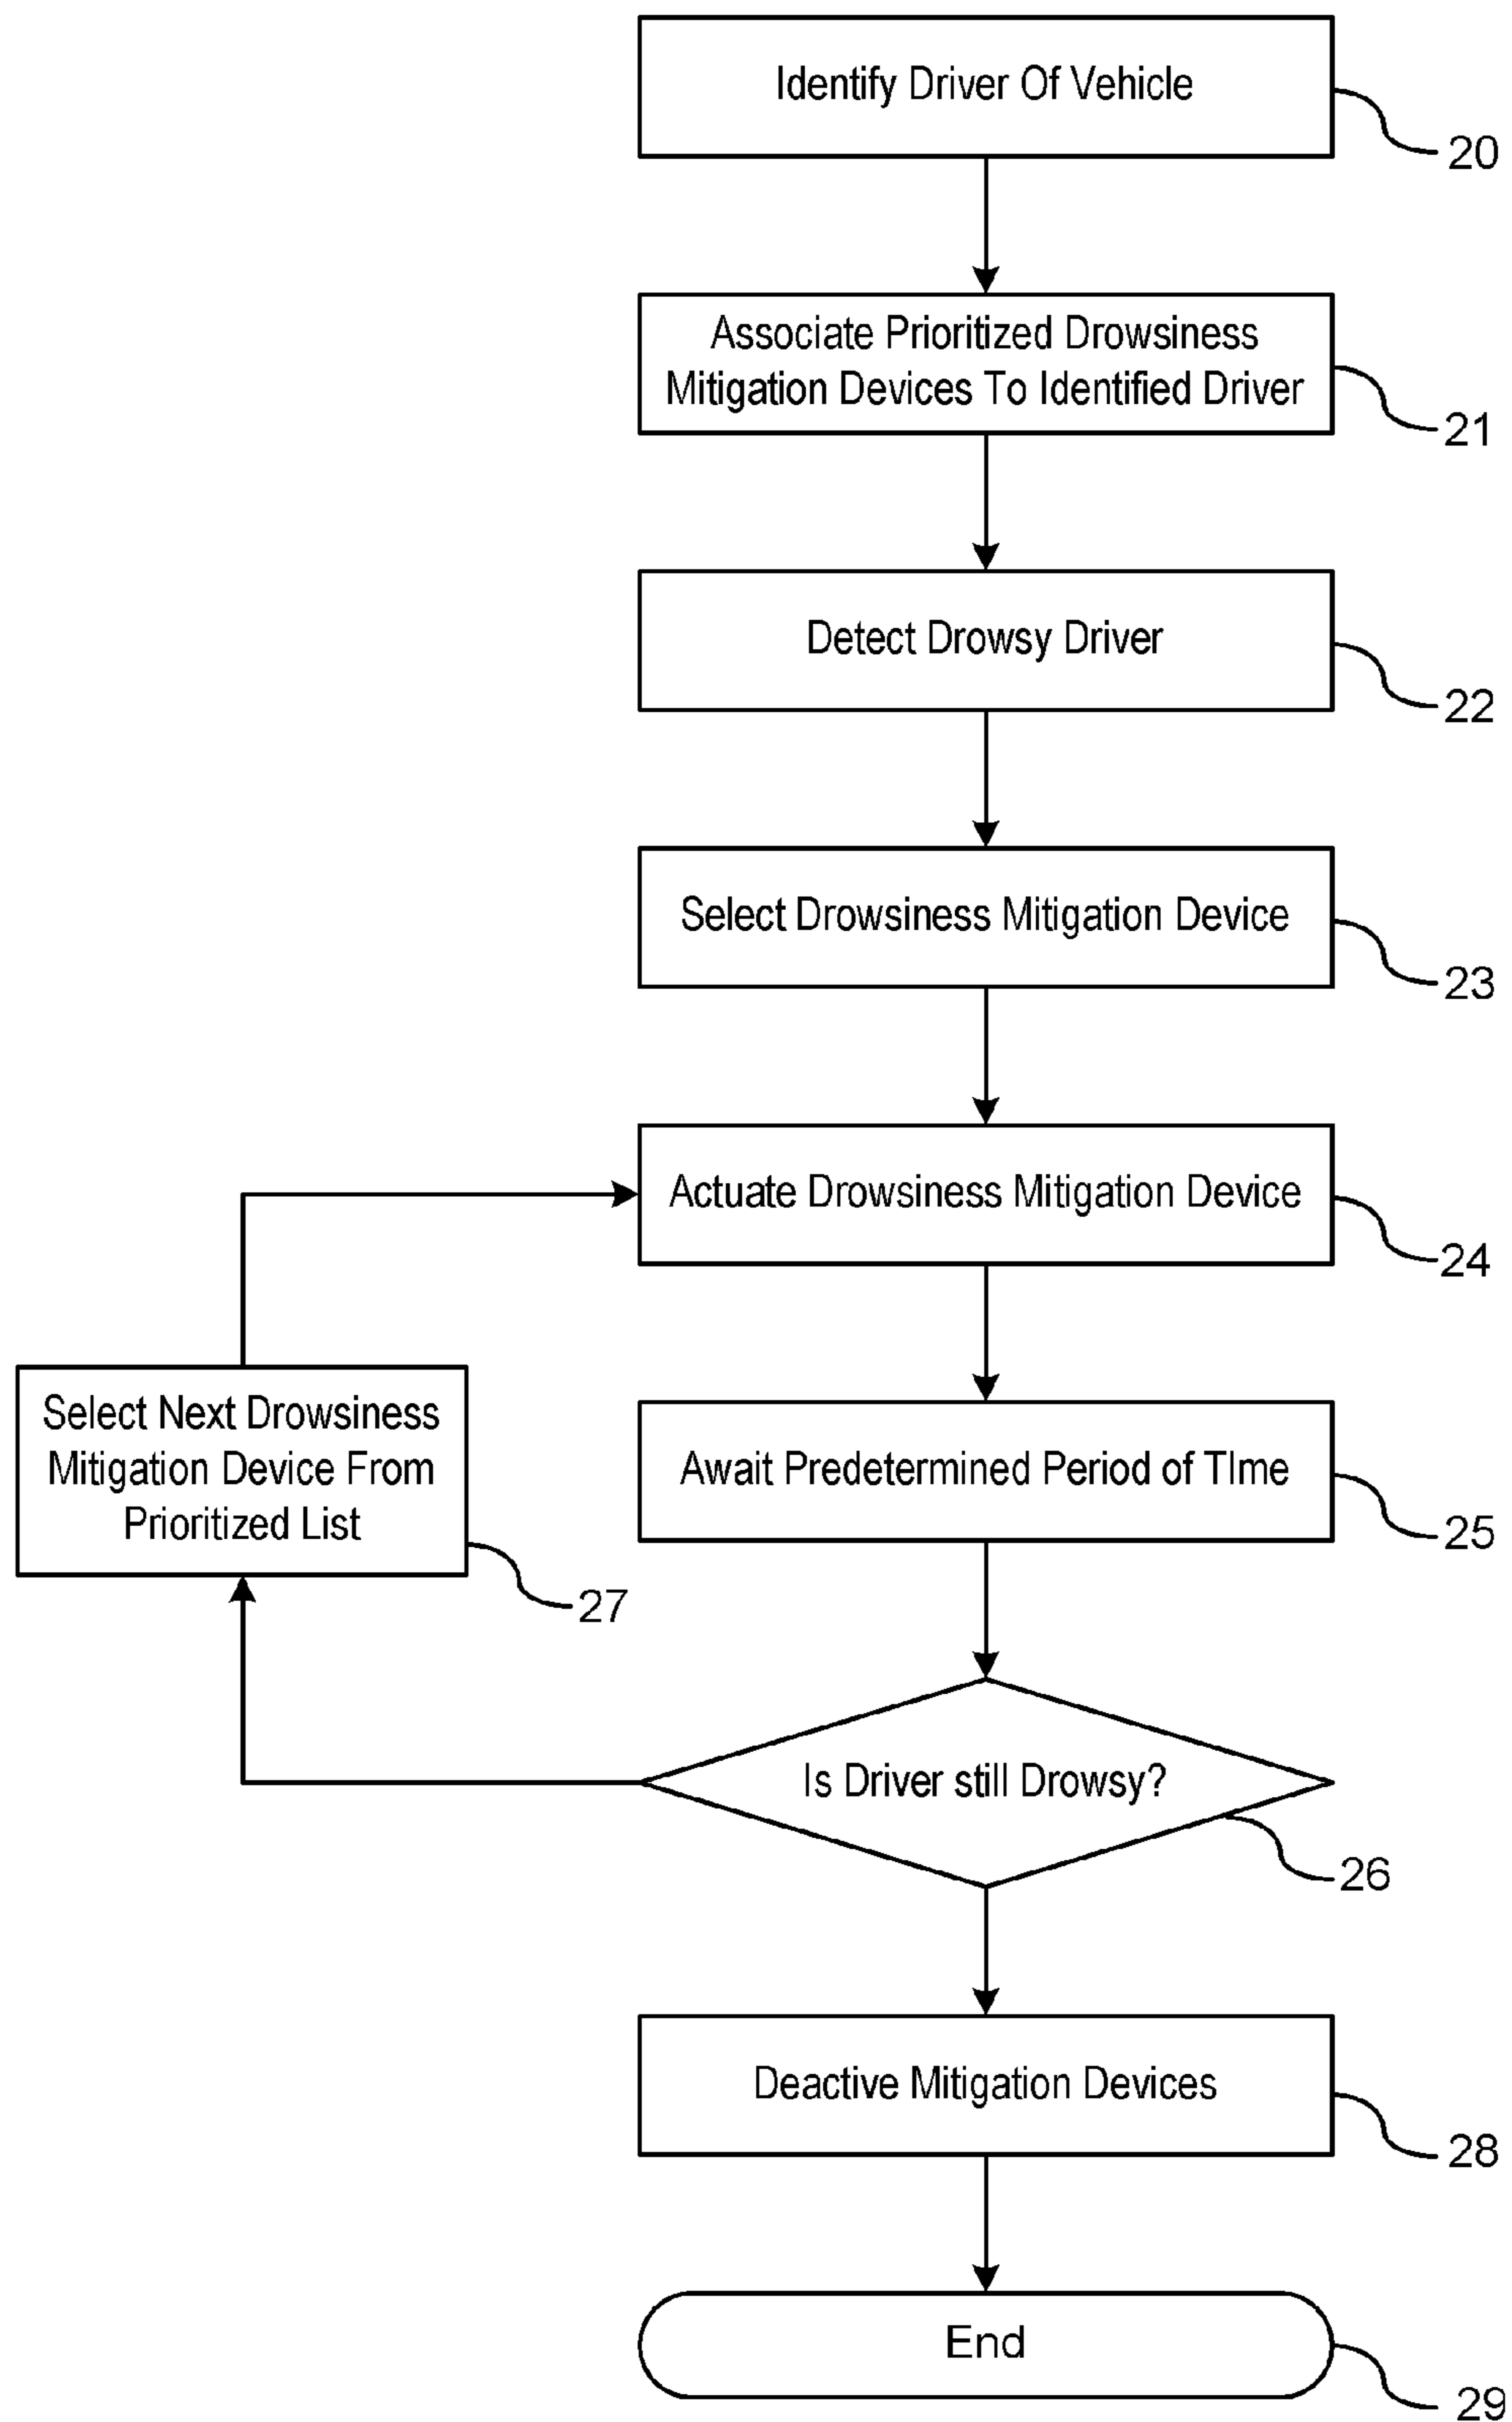 Identify Driver Of Vehicle
20
Associate Prioritized Drowsiness
Mitigation Devices To Identified Driver
21
Detect Drowsy Driver
22
Select Drowsiness Mitigation Device
23
Actuate Drowsiness Mitigation Device
24
Select Next Drowsiness
Mitigation Device From
Prioritized List
27
Await Predetermined Period of TIme
25
Is Driver still Drowsy?
26
Deactive Mitigation Devices
28
End
29